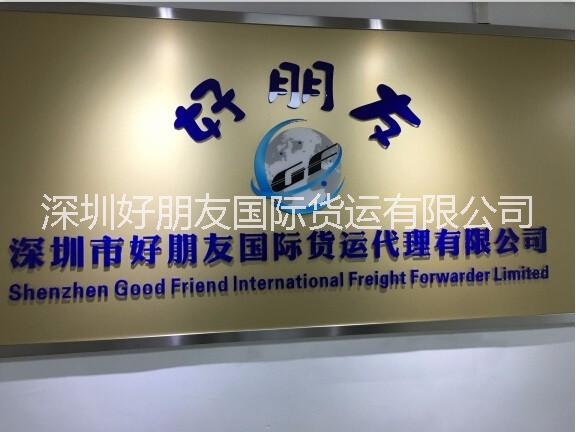 好朋友
GF
深圳好朋友国际货运有限公司
深圳市好朋友国际货运代理有限公司
Shenzhen Good Friend International Freight Forwarder Limited